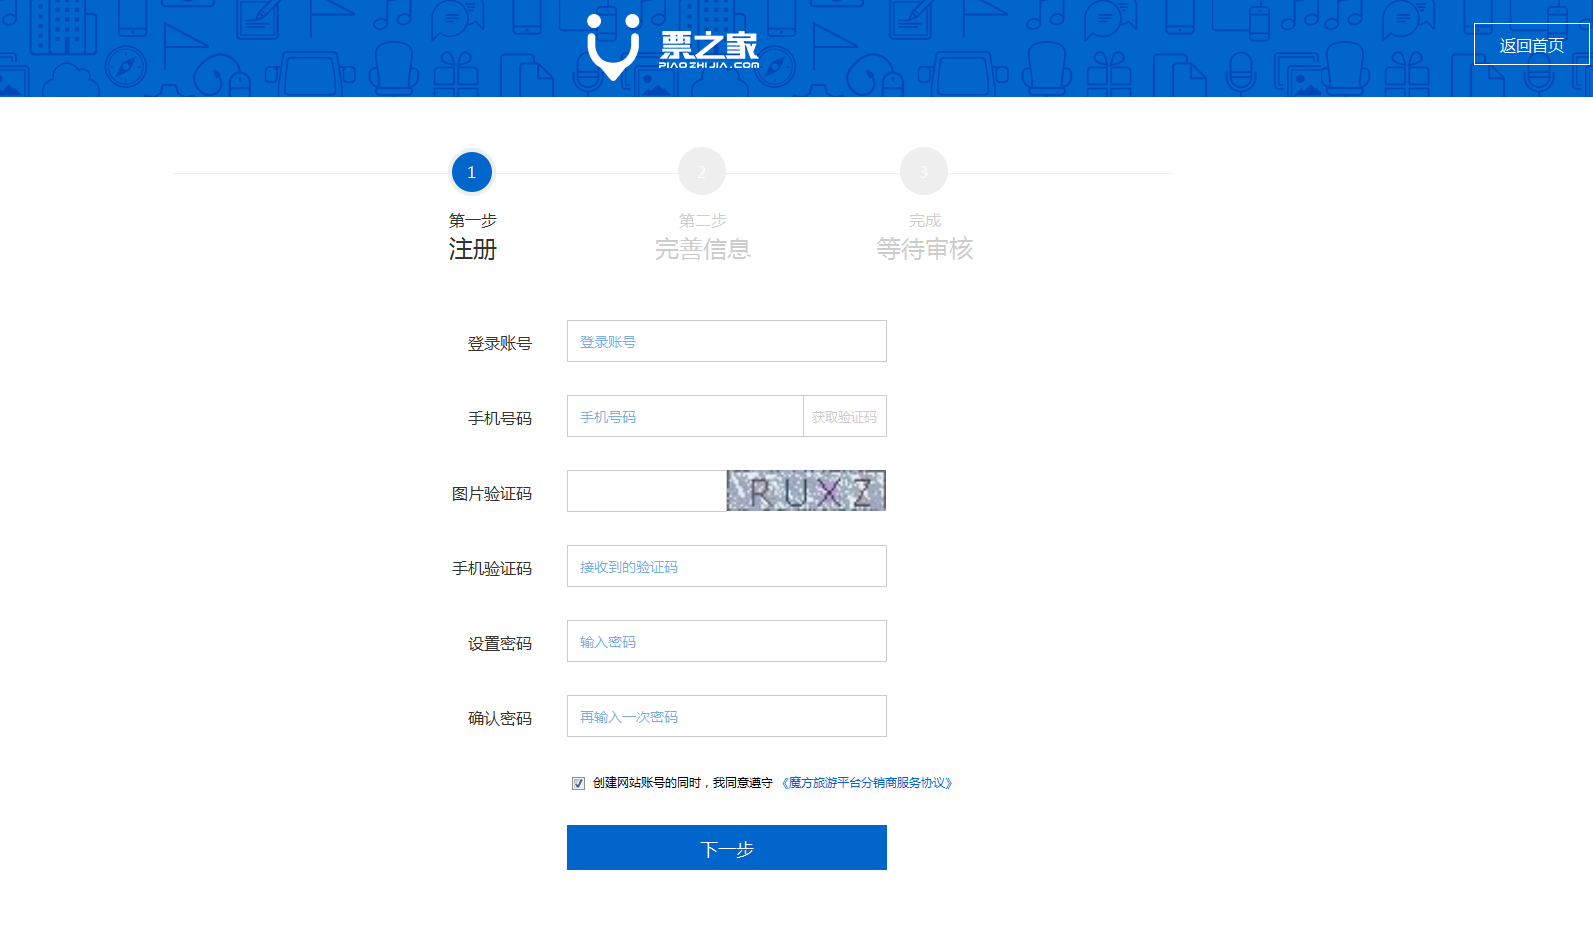 票之家
PIAOZHIJIA.COM
返回首页
1
2
3
第一步
第二步
完成
注册
完善信息
等待审核
登录账号
登录账号
手机号码
手机号码
获取验证码
图片验证码
RUXZ
手机验证码
接收到的验证码
设置密码
输入密码
确认密码
再输入一次密码
创建网站账号的同时，我同意遵守 《魔方旅游平台分销商服务协议》
下一步